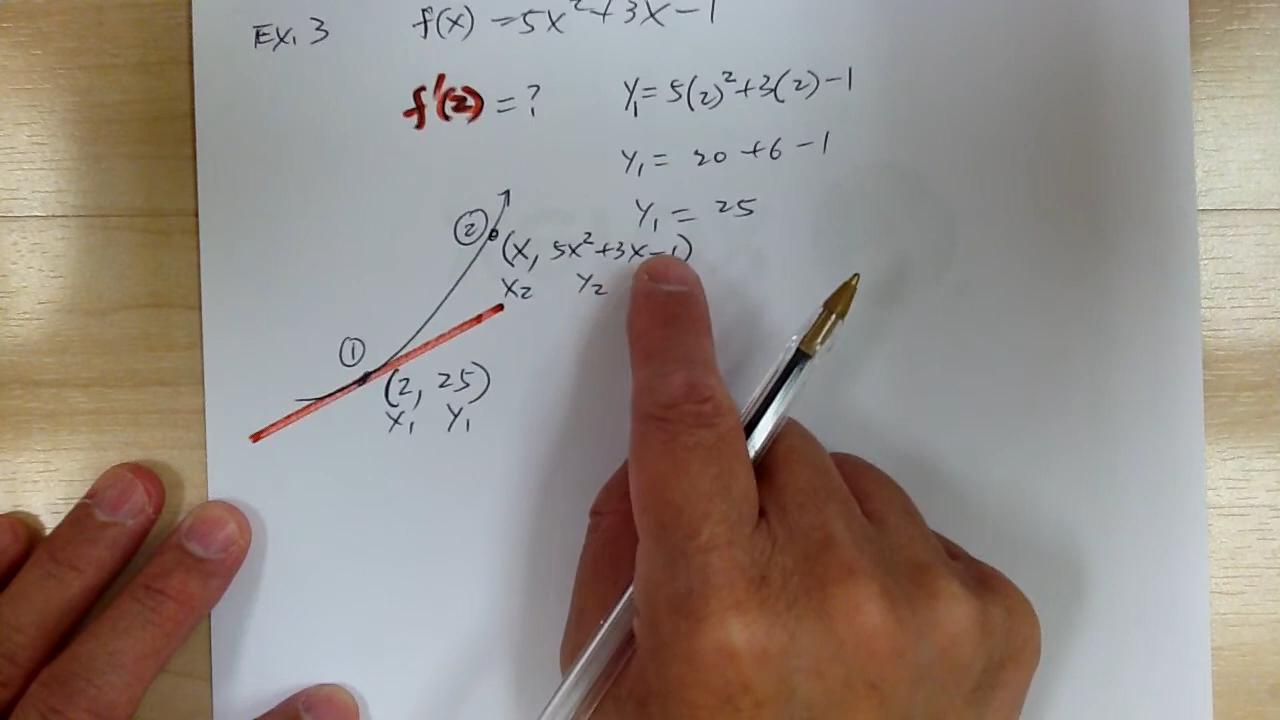 Ex. 3 f(x) = 5x² + 3x - 1
f'(2) = ?
y₁ = 5(2)² + 3(2) - 1
y₁ = 20 + 6 - 1
y₁ = 25
② (x, 5x² + 3x - 1)
x₂ y₂
① (2, 25)
x₁ y₁